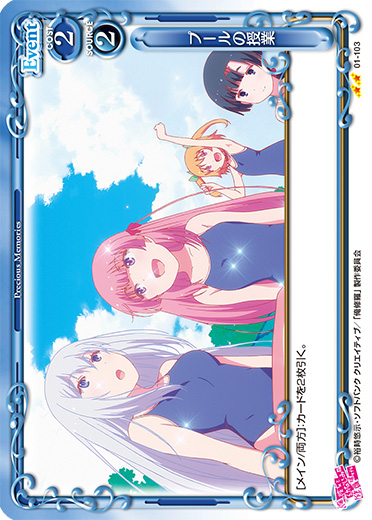 Event
COST
2
SOURCE
2
プールの授業
01-103
Precious Memories
[メイン/両方]:カードを2枚引く。
©裕時悠示・ソフトバンク クリエイティブ/「俺修羅」製作委員会